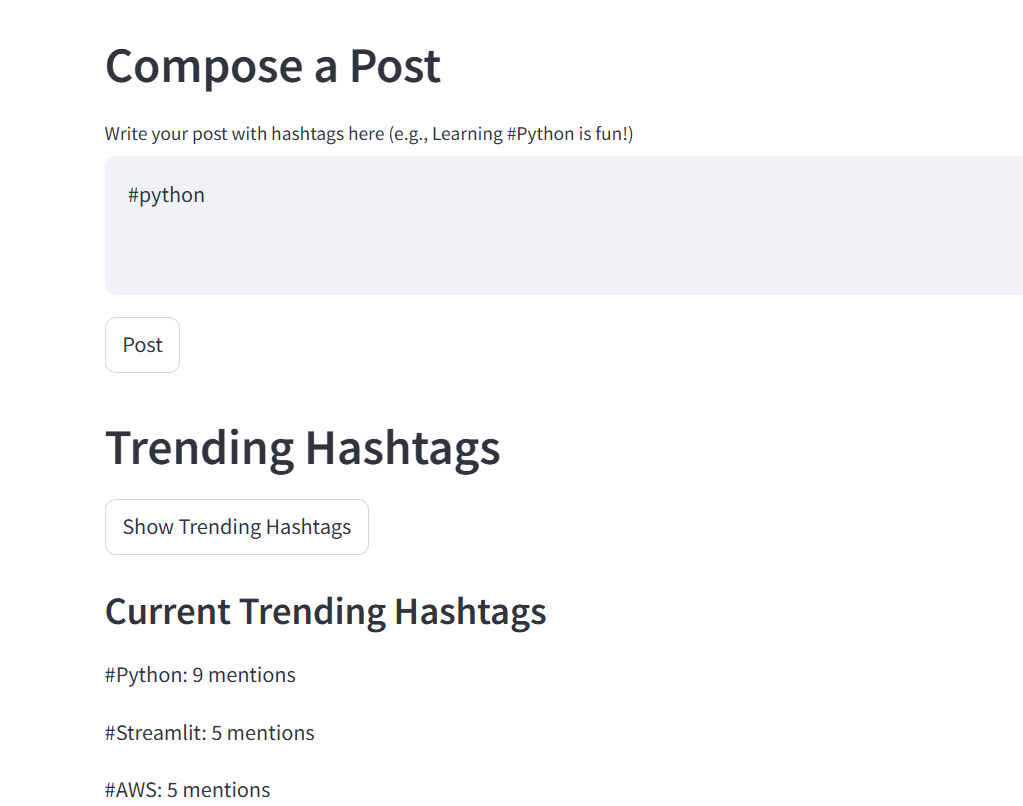 Compose a Post
Write your post with hashtags here (e.g., Learning #Python is fun!)
#python
Post
Trending Hashtags
Show Trending Hashtags
Current Trending Hashtags
#Python: 9 mentions
#Streamlit: 5 mentions
#AWS: 5 mentions